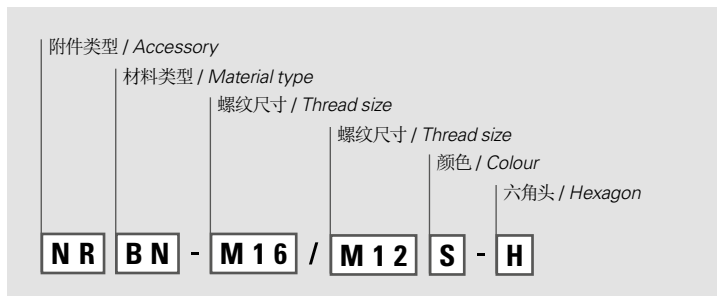 附件类型 / Accessory
材料类型 / Material type
螺纹尺寸 / Thread size
螺纹尺寸 / Thread size
颜色 / Colour
六角头 / Hexagon
NR BN - M16 / M12 S - H